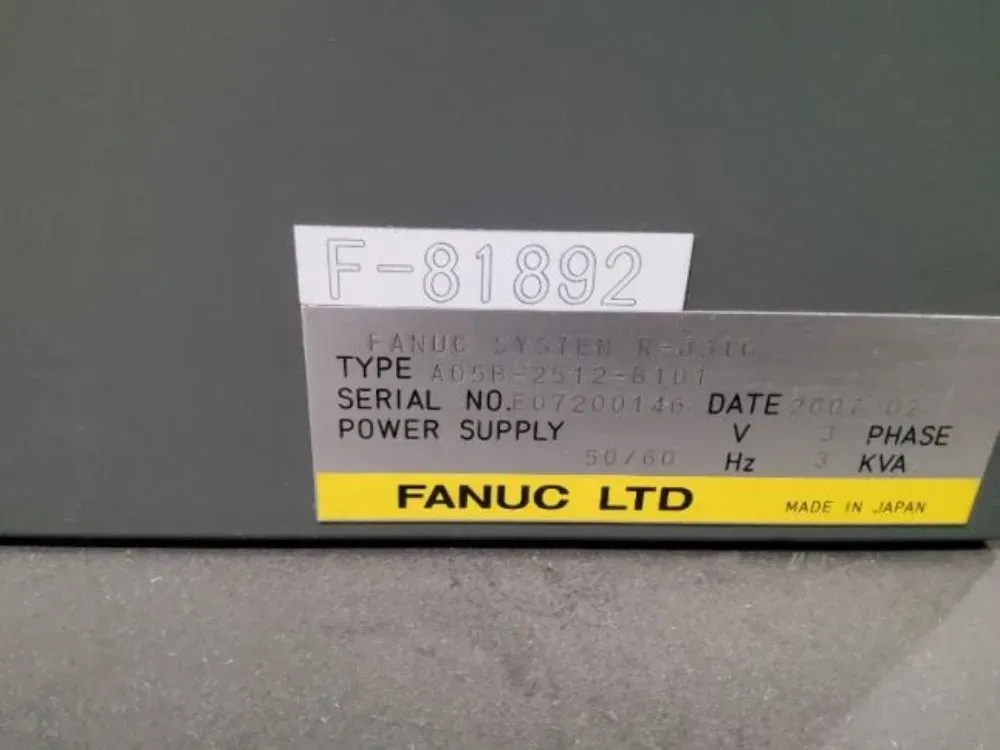 F-81892
FANUC SYSTEM R-J3iC
TYPE A05B-2512-B101
SERIAL NO.E07200146 DATE 2007-02
POWER SUPPLY V 3 PHASE
50/60 Hz 3 KVA
FANUC LTD MADE IN JAPAN